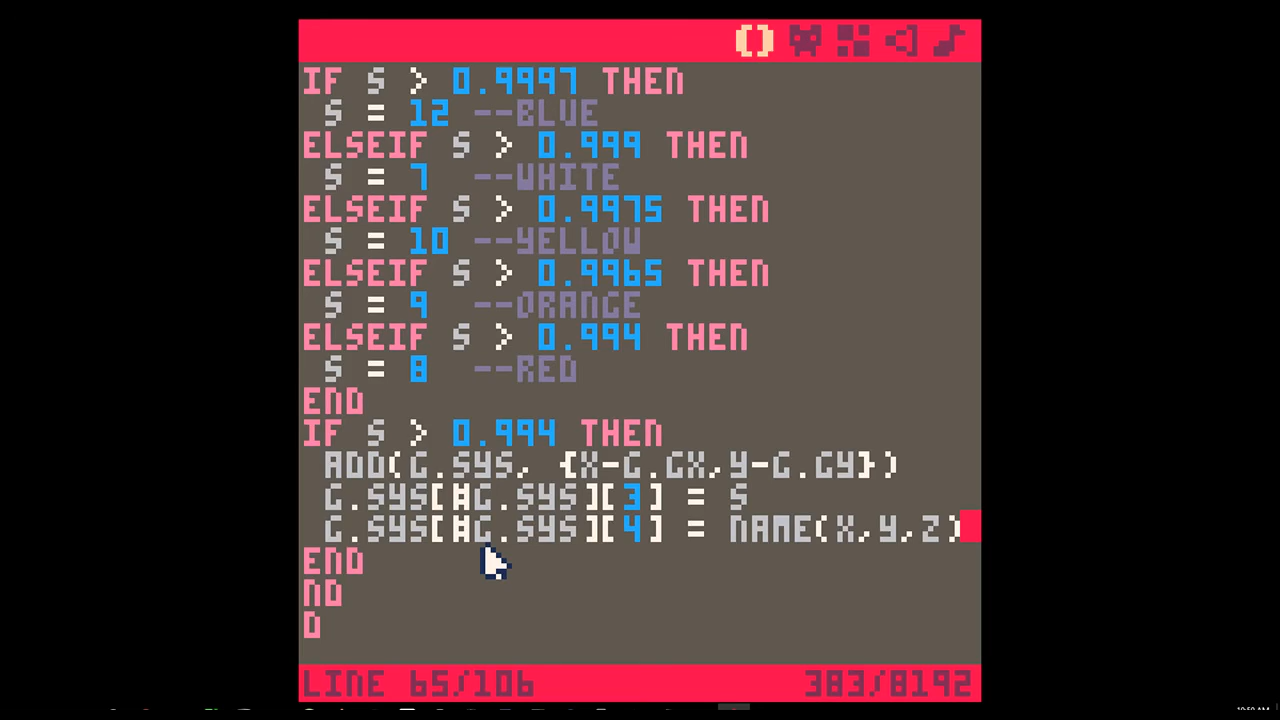 IF S > 0.9997 THEN
S = 12 --BLUE
ELSEIF S > 0.999 THEN
S = 7 --WHITE
ELSEIF S > 0.9975 THEN
S = 10 --YELLOW
ELSEIF S > 0.9965 THEN
S = 9 --ORANGE
ELSEIF S > 0.994 THEN
S = 8 --RED
END
IF S > 0.994 THEN
ADD(G.SYS, {X-G.GX,Y-G.GY})
G.SYS[#G.SYS][3] = S
G.SYS[#G.SYS][4] = NAME(X,Y,Z)
END
ND
D
LINE 65/106 383/8192